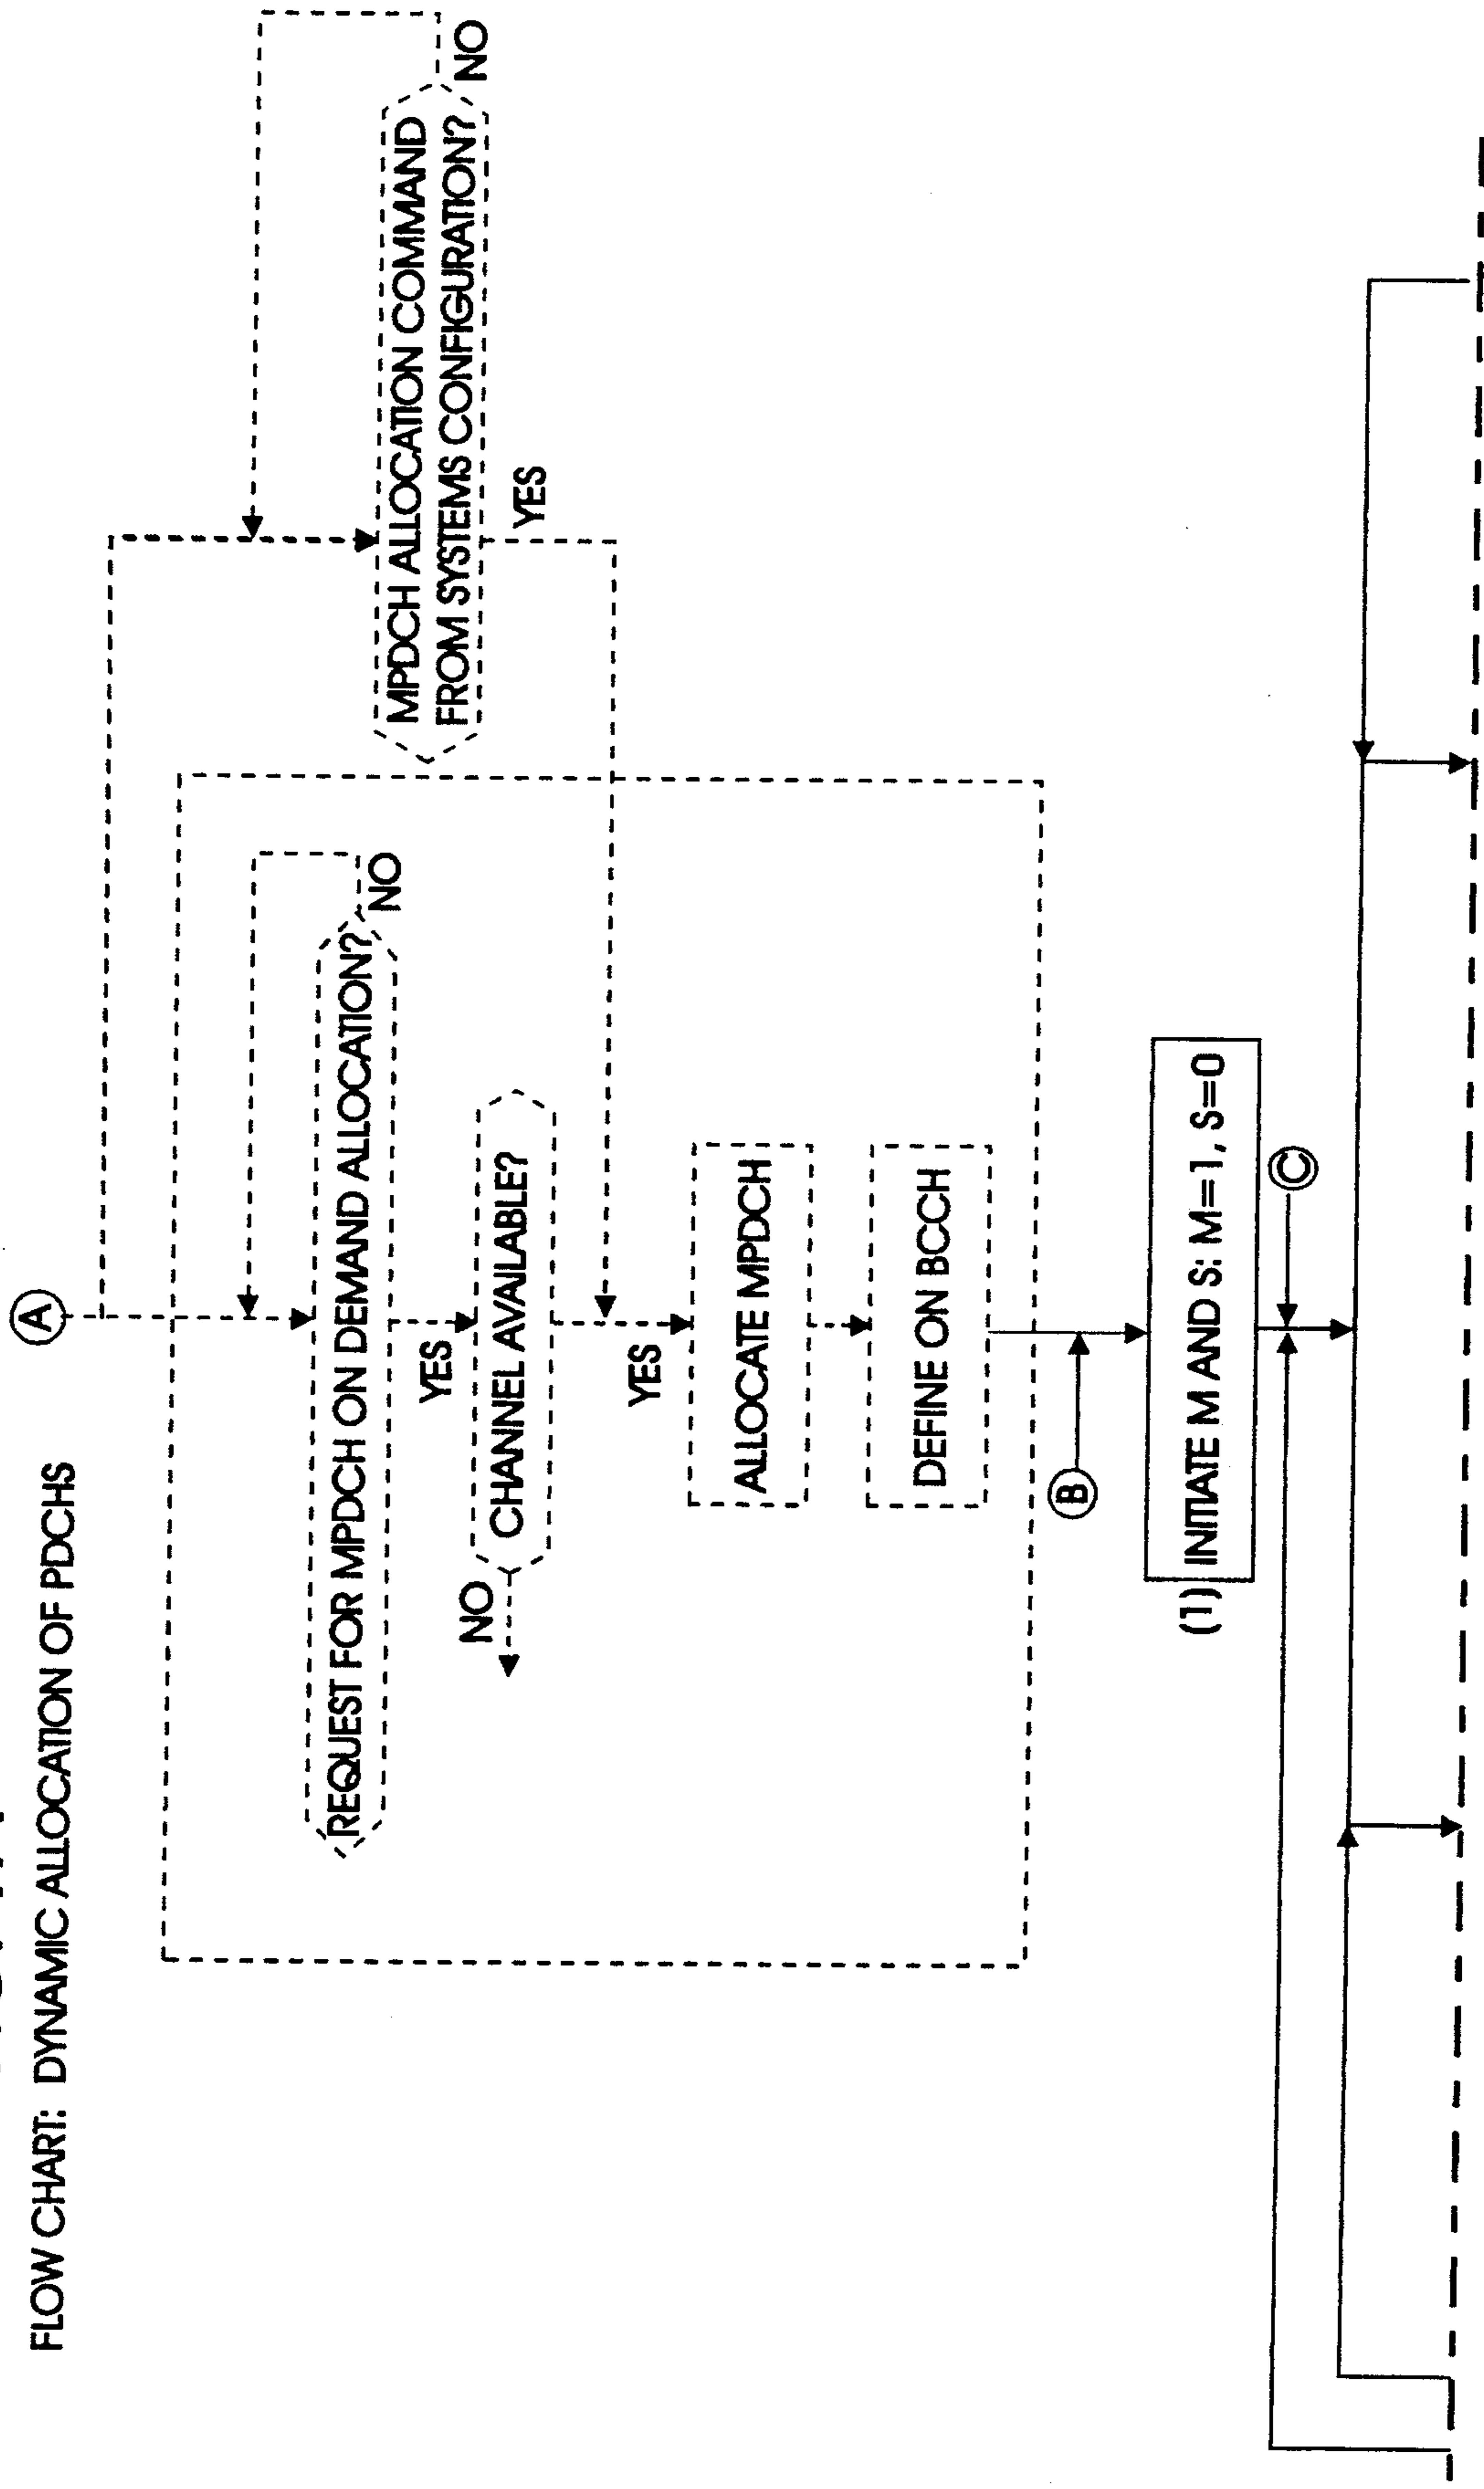 FLOW CHART: DYNAMIC ALLOCATION OF PDCHS
A
REQUEST FOR MPDCH ON DEMAND ALLOCATION?
NO
YES
MPDCH ALLOCATION COMMAND
FROM SYSTEMS CONFIGURATION?
NO
YES
NO
CHANNEL AVAILABLE?
YES
ALLOCATE MPDCH
DEFINE ON BCCH
B
(1)
INITIATE M AND S: M=1, S=0
C